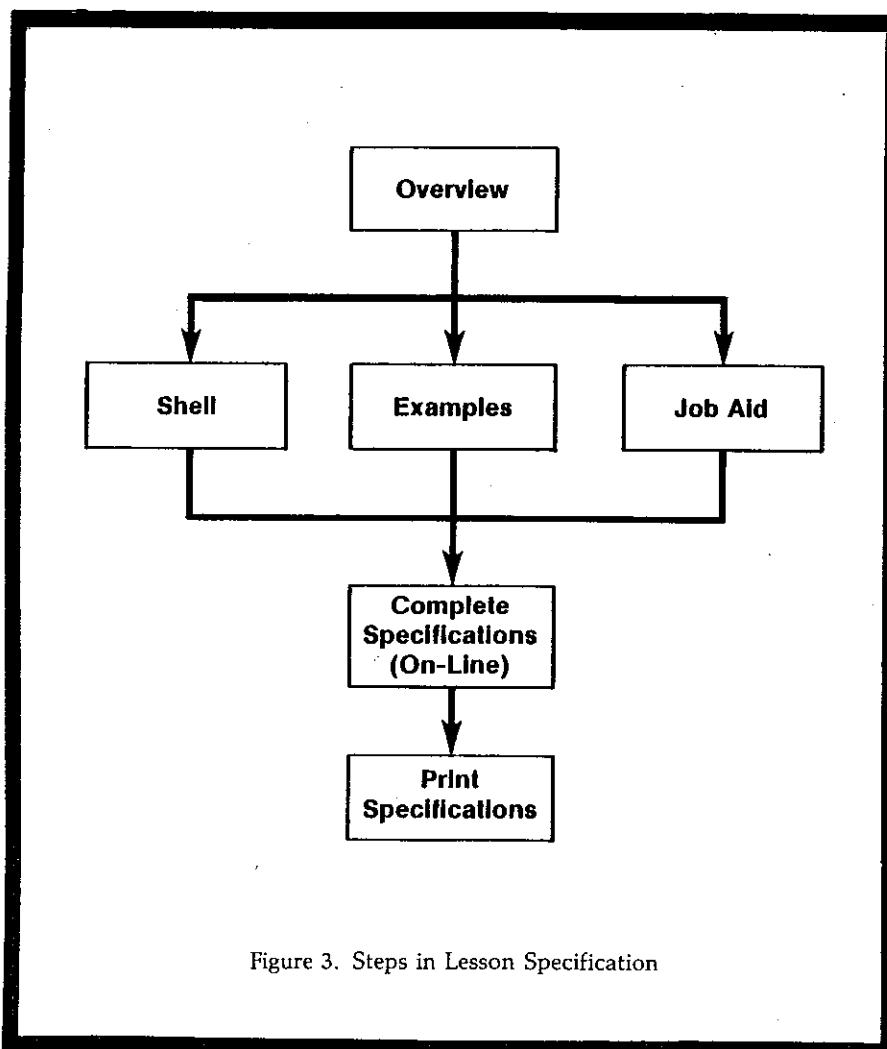 Overview
Shell
Examples
Job Aid
Complete
Specifications
(On-Line)
Print
Specifications
Figure 3. Steps in Lesson Specification